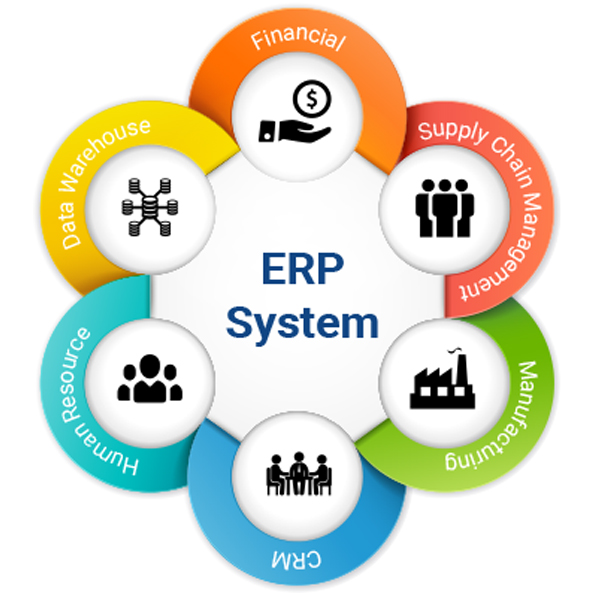 Financial
Supply Chain Management
Manufacturing
CRM
Human Resource
Data Warehouse
ERP
System
$